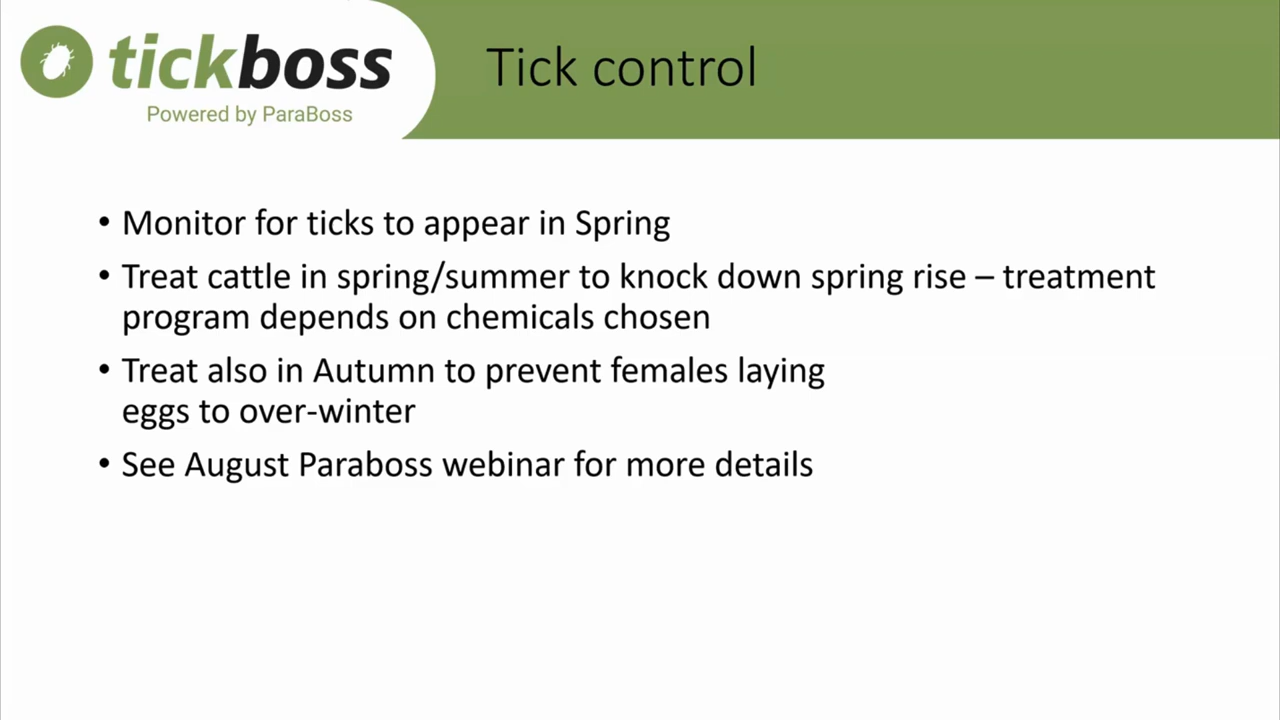 tickboss
Powered by ParaBoss
Tick control
• Monitor for ticks to appear in Spring
• Treat cattle in spring/summer to knock down spring rise – treatment
program depends on chemicals chosen
• Treat also in Autumn to prevent females laying
eggs to over-winter
• See August Paraboss webinar for more details